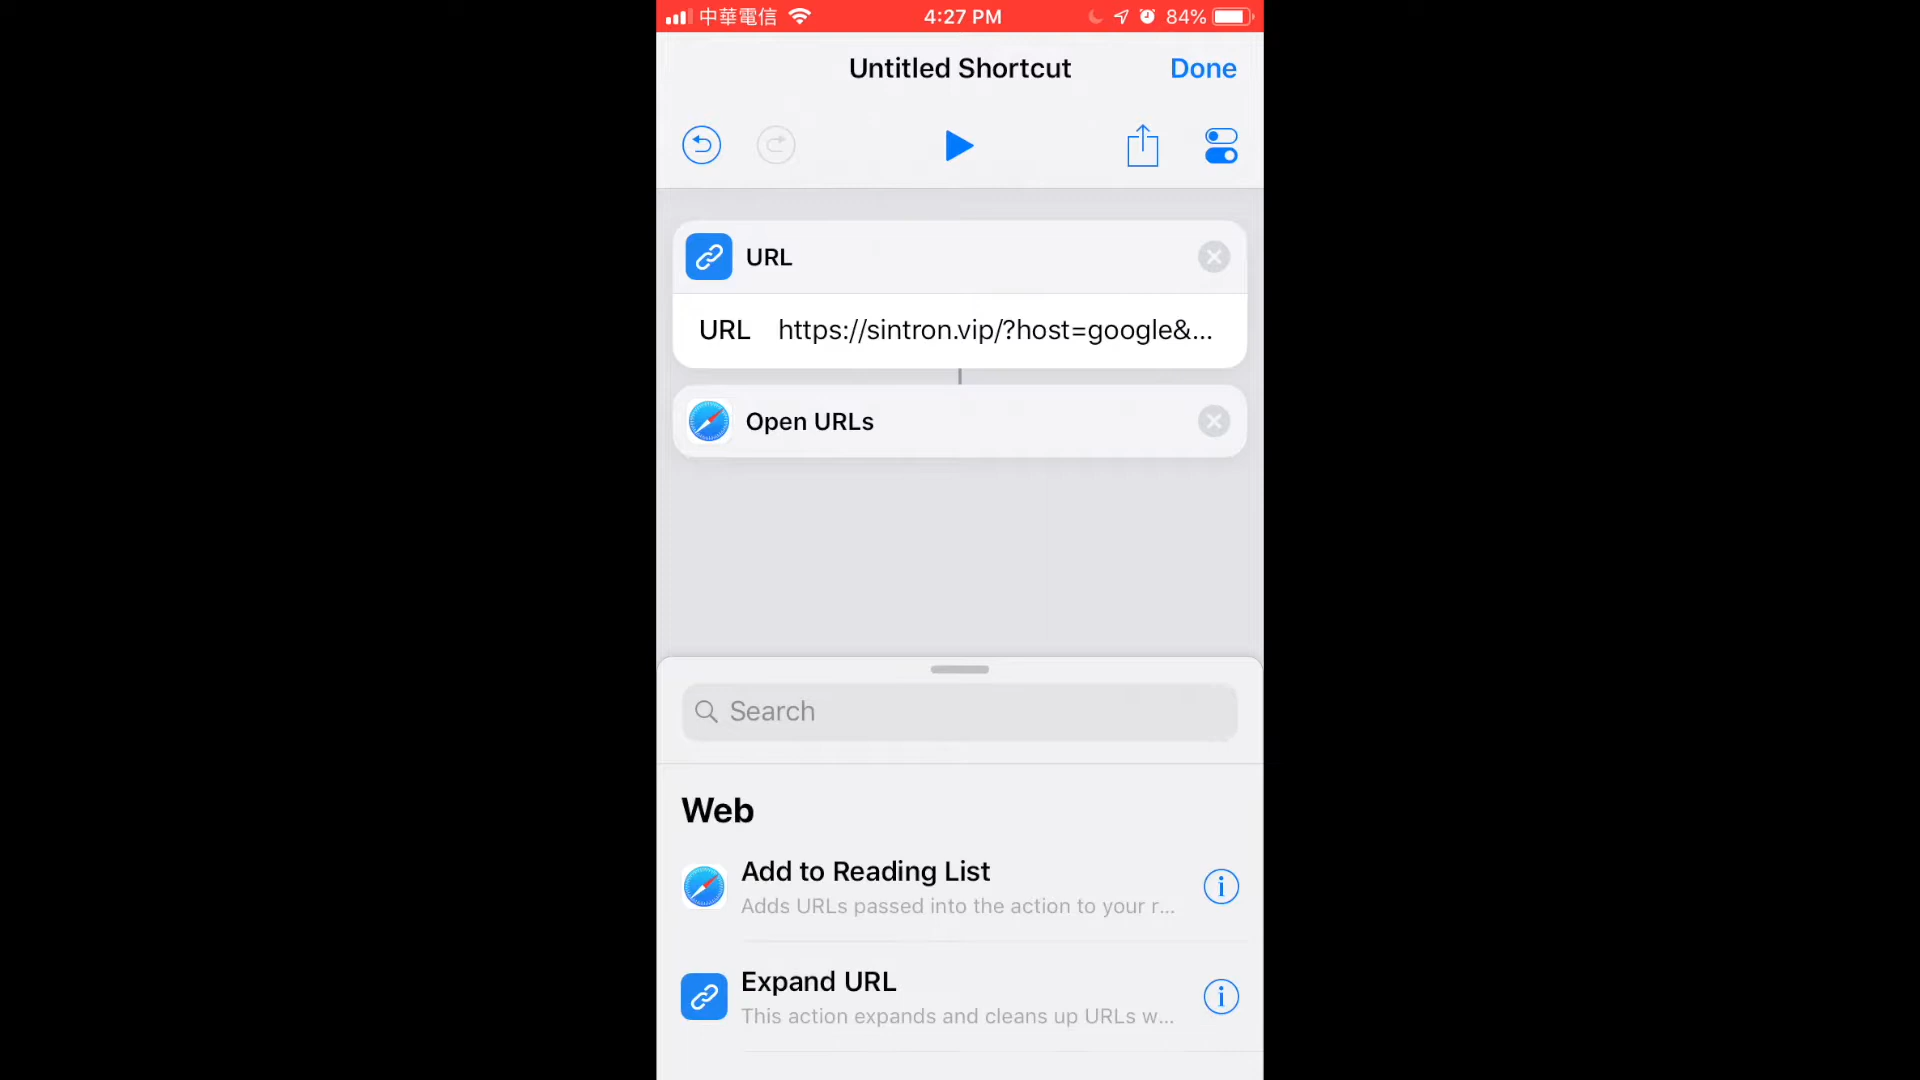 中華電信
4:27 PM
84%
Untitled Shortcut
Done
URL
URL https://sintron.vip/?host=google&...
Open URLs
Search
Web
Add to Reading List
Adds URLs passed into the action to your r...
Expand URL
This action expands and cleans up URLs w...